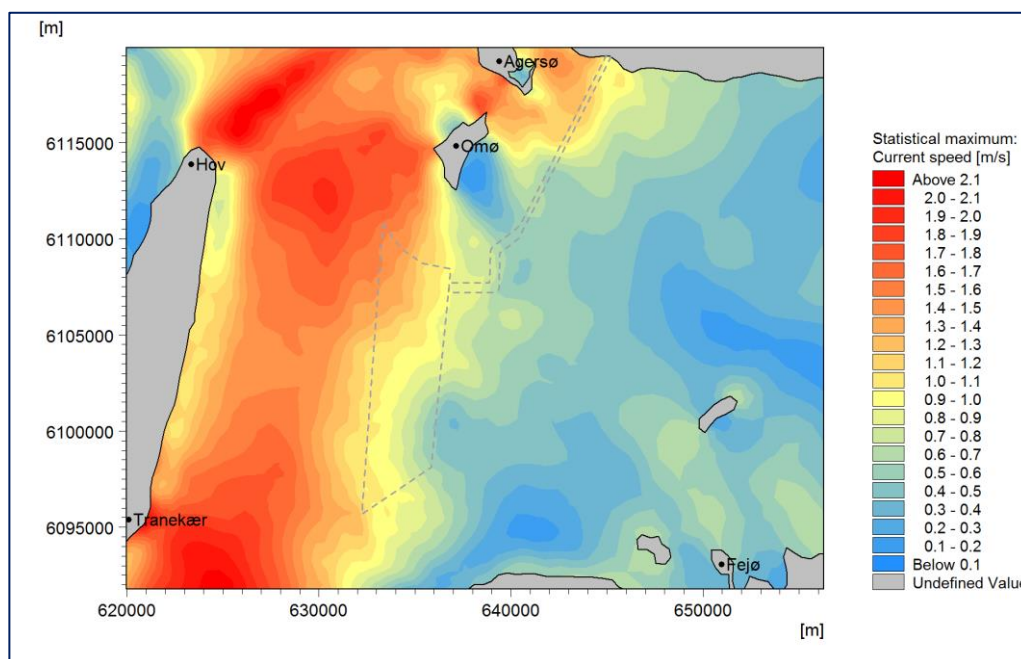 [m]
Agersø
6115000
Omø
Hov
6110000
6105000
6100000
6095000
Tranekær
Fejø
620000
630000
640000
650000
[m]
Statistical maximum:
Current speed [m/s]
Above 2.1
2.0 - 2.1
1.9 - 2.0
1.8 - 1.9
1.7 - 1.8
1.6 - 1.7
1.5 - 1.6
1.4 - 1.5
1.3 - 1.4
1.2 - 1.3
1.1 - 1.2
1.0 - 1.1
0.9 - 1.0
0.8 - 0.9
0.7 - 0.8
0.6 - 0.7
0.5 - 0.6
0.4 - 0.5
0.3 - 0.4
0.2 - 0.3
0.1 - 0.2
Below 0.1
Undefined Value